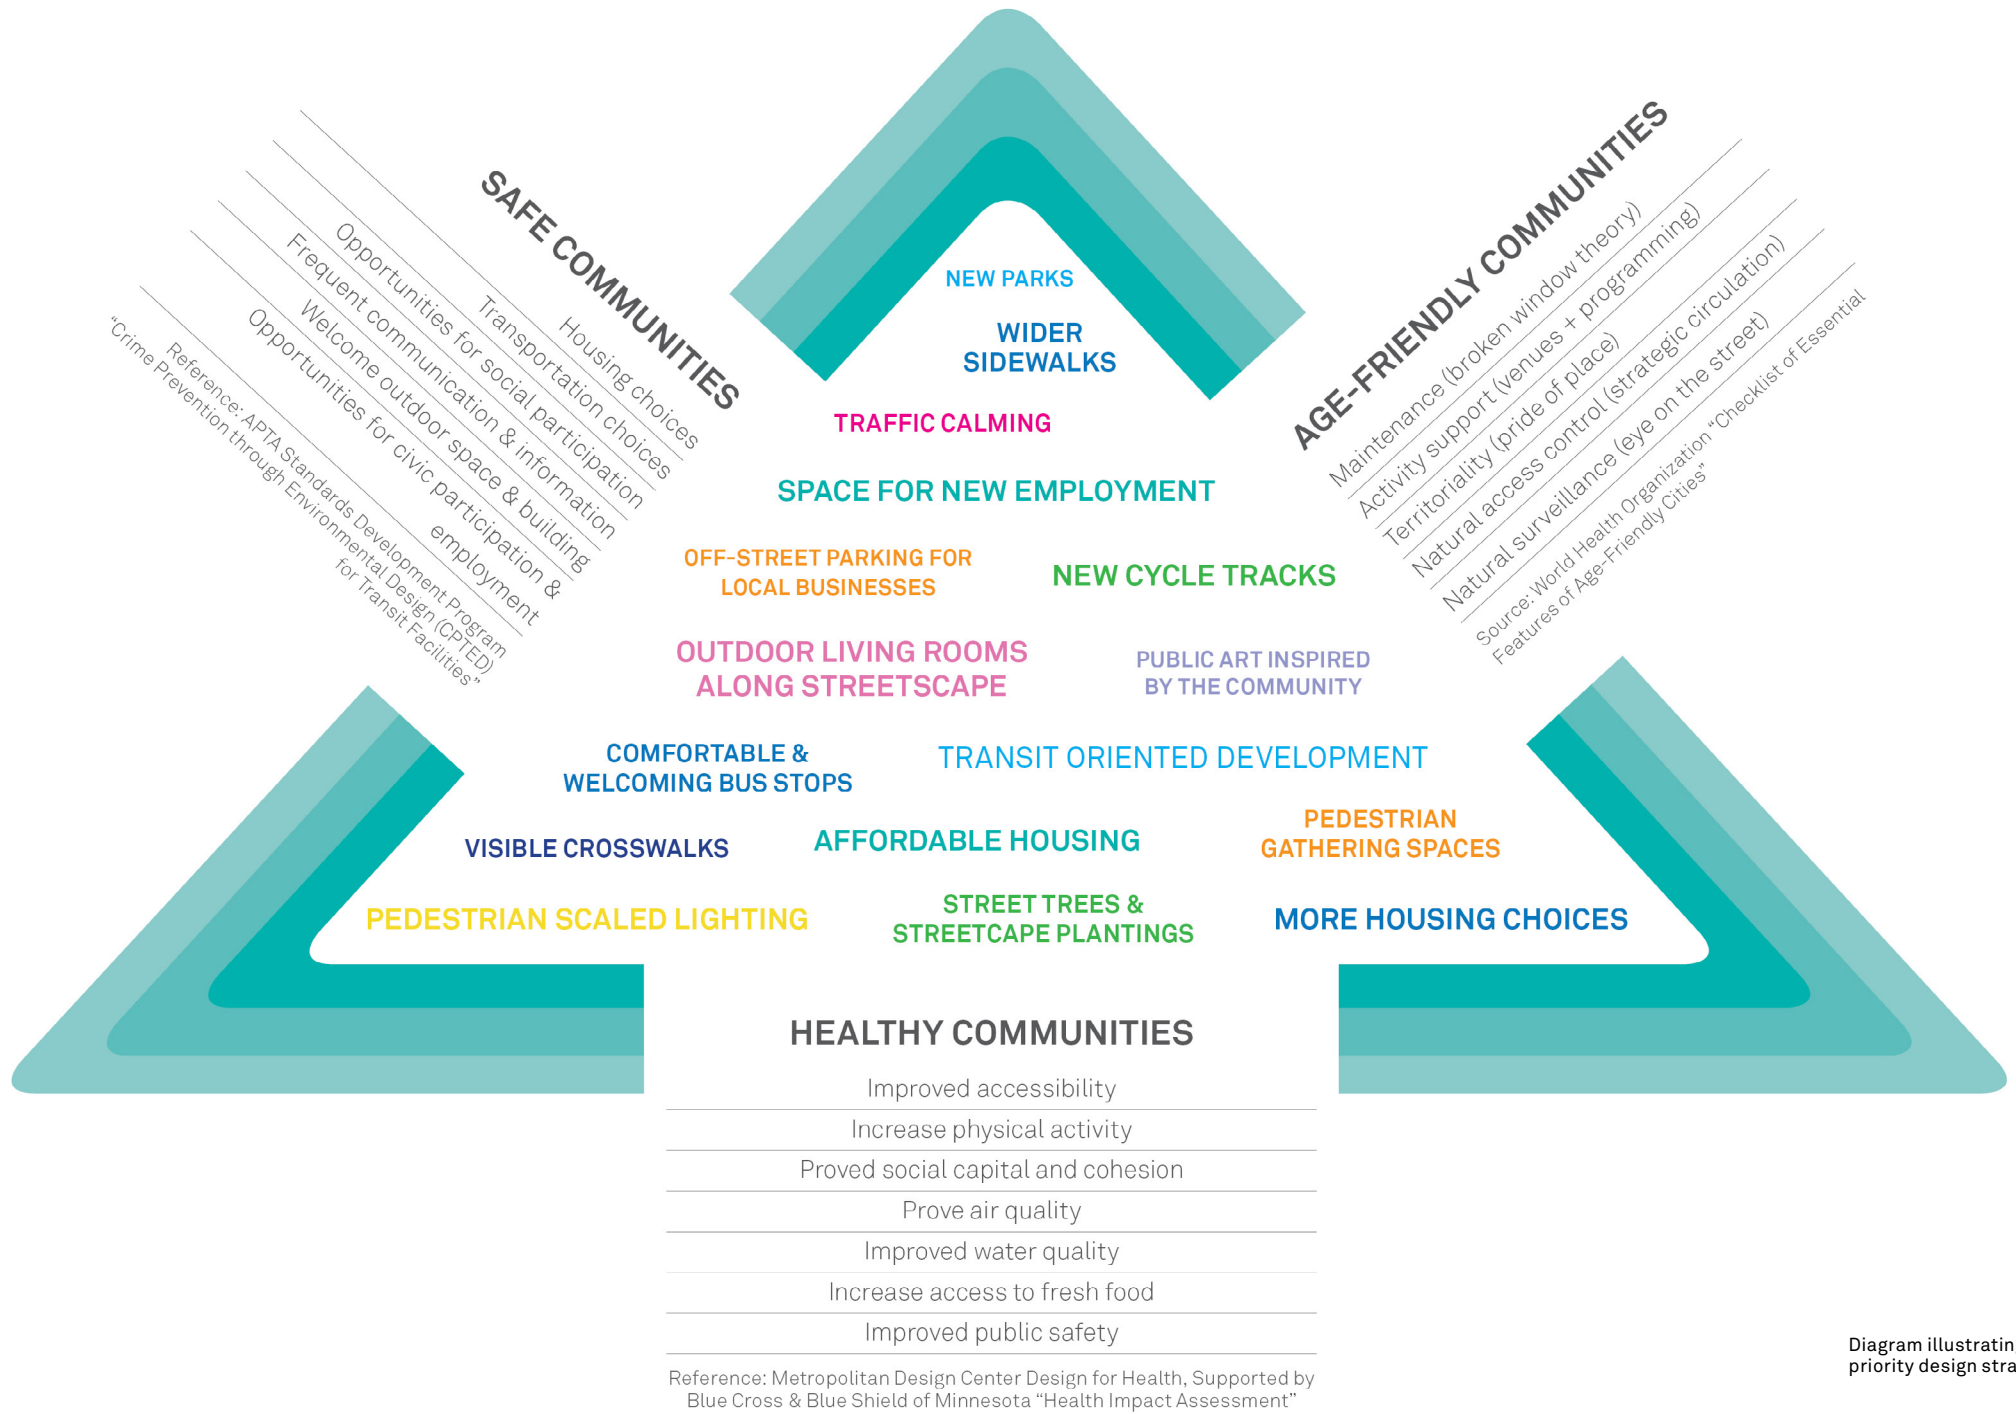 SAFE COMMUNITIES
Housing choices
Transportation choices
Opportunities for social participation
Frequent communication & information
Welcome outdoor space & building
Opportunities for civic participation &
employment
Reference: APTA Standards Development Program
“Crime Prevention through Environmental Design (CPTED)
for Transit Facilities”
AGE-FRIENDLY COMMUNITIES
Maintenance (broken window theory)
Activity support (venues + programming)
Territoriality (pride of place)
Natural access control (strategic circulation)
Natural surveillance (eye on the street)
Source: World Health Organization “Checklist of Essential
Features of Age-Friendly Cities”
NEW PARKS
WIDER
SIDEWALKS
TRAFFIC CALMING
SPACE FOR NEW EMPLOYMENT
OFF-STREET PARKING FOR
LOCAL BUSINESSES
NEW CYCLE TRACKS
OUTDOOR LIVING ROOMS
ALONG STREETSCAPE
PUBLIC ART INSPIRED
BY THE COMMUNITY
COMFORTABLE &
WELCOMING BUS STOPS
TRANSIT ORIENTED DEVELOPMENT
VISIBLE CROSSWALKS
AFFORDABLE HOUSING
PEDESTRIAN
GATHERING SPACES
PEDESTRIAN SCALED LIGHTING
STREET TREES &
STREETCAPE PLANTINGS
MORE HOUSING CHOICES
HEALTHY COMMUNITIES
Improved accessibility
Increase physical activity
Proved social capital and cohesion
Prove air quality
Improved water quality
Increase access to fresh food
Improved public safety
Reference: Metropolitan Design Center Design for Health, Supported by
Blue Cross & Blue Shield of Minnesota “Health Impact Assessment”
Diagram illustratin
priority design stra